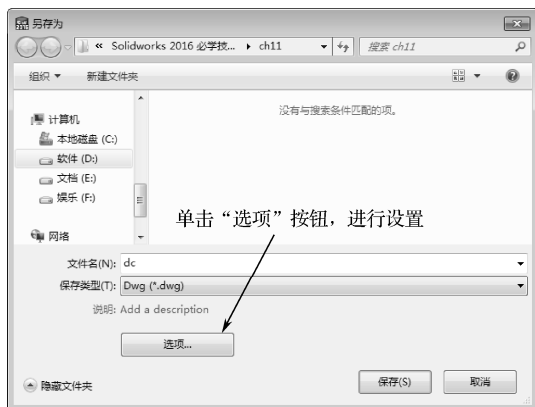 另存为
« Solidworks 2016 必学技... ▸ ch11
搜索 ch11
组织 ▼ 新建文件夹
没有与搜索条件匹配的项。
计算机
本地磁盘 (C:)
软件 (D:)
文档 (E:)
娱乐 (F:)
网络
单击“选项”按钮，进行设置
文件名(N): dc
保存类型(T): Dwg (*.dwg)
说明: Add a description
选项...
隐藏文件夹
保存(S) 取消